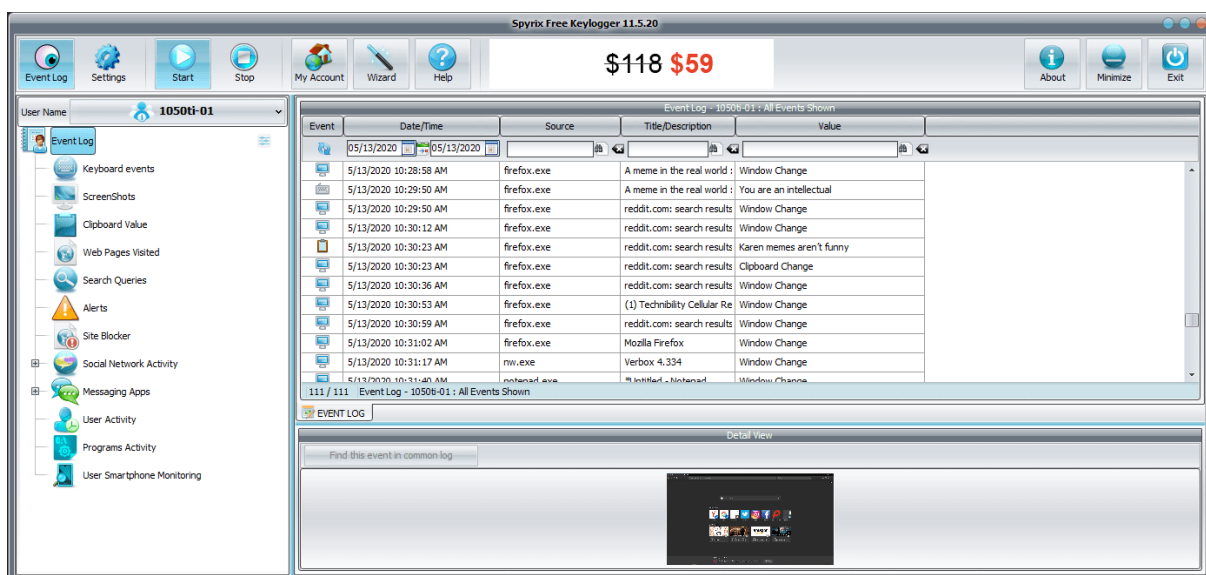 Spyrix Free Keylogger 11.5.20
Event Log Settings Start Stop My Account Wizard Help $118 $59 About Minimize Exit
User Name 1050ti-01
Event Log
Keyboard events
ScreenShots
Clipboard Value
Web Pages Visited
Search Queries
Alerts
Site Blocker
Social Network Activity
Messaging Apps
User Activity
Programs Activity
User Smartphone Monitoring
Event Log - 1050ti-01 : All Events Shown
Event Date/Time Source Title/Description Value
05/13/2020 05/13/2020
5/13/2020 10:28:58 AM firefox.exe A meme in the real world : Window Change
5/13/2020 10:29:50 AM firefox.exe A meme in the real world : You are an intellectual
5/13/2020 10:29:50 AM firefox.exe reddit.com: search results Window Change
5/13/2020 10:30:12 AM firefox.exe reddit.com: search results Window Change
5/13/2020 10:30:23 AM firefox.exe reddit.com: search results Karen memes aren't funny
5/13/2020 10:30:23 AM firefox.exe reddit.com: search results Clipboard Change
5/13/2020 10:30:36 AM firefox.exe reddit.com: search results Window Change
5/13/2020 10:30:53 AM firefox.exe (1) Technibility Cellular Re Window Change
5/13/2020 10:30:59 AM firefox.exe reddit.com: search results Window Change
5/13/2020 10:31:02 AM firefox.exe Mozilla Firefox Window Change
5/13/2020 10:31:17 AM nw.exe Verbox 4.334 Window Change
5/13/2020 10:31:40 AM notepad.exe *Untitled - Notepad Window Change
111 / 111 Event Log - 1050ti-01 : All Events Shown
EVENT LOG
Detail View
Find this event in common log